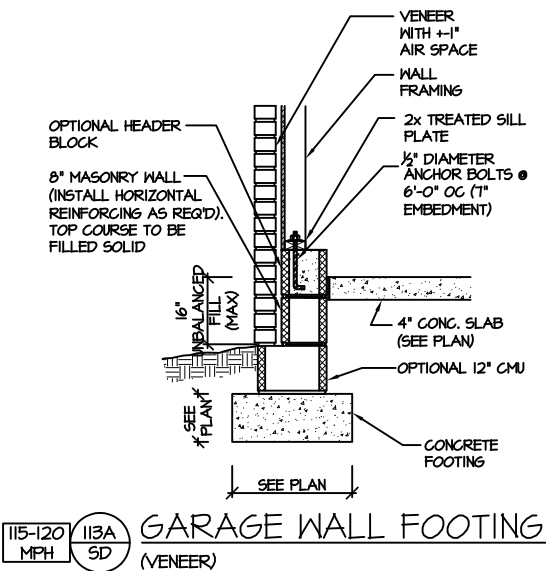 VENEER
WITH +-1"
AIR SPACE
WALL
FRAMING
OPTIONAL HEADER
BLOCK
2x TREATED SILL
PLATE
8" MASONRY WALL
(INSTALL HORIZONTAL
REINFORCING AS REQ'D).
TOP COURSE TO BE
FILLED SOLID
½" DIAMETER
ANCHOR BOLTS @
6'-0" OC (7"
EMBEDMENT)
16"
UNBALANCED
FILL
(MAX)
4" CONC. SLAB
(SEE PLAN)
OPTIONAL 12" CMU
SEE
PLAN
CONCRETE
FOOTING
SEE PLAN
115-120
MPH
113A
SD
GARAGE WALL FOOTING
(VENEER)